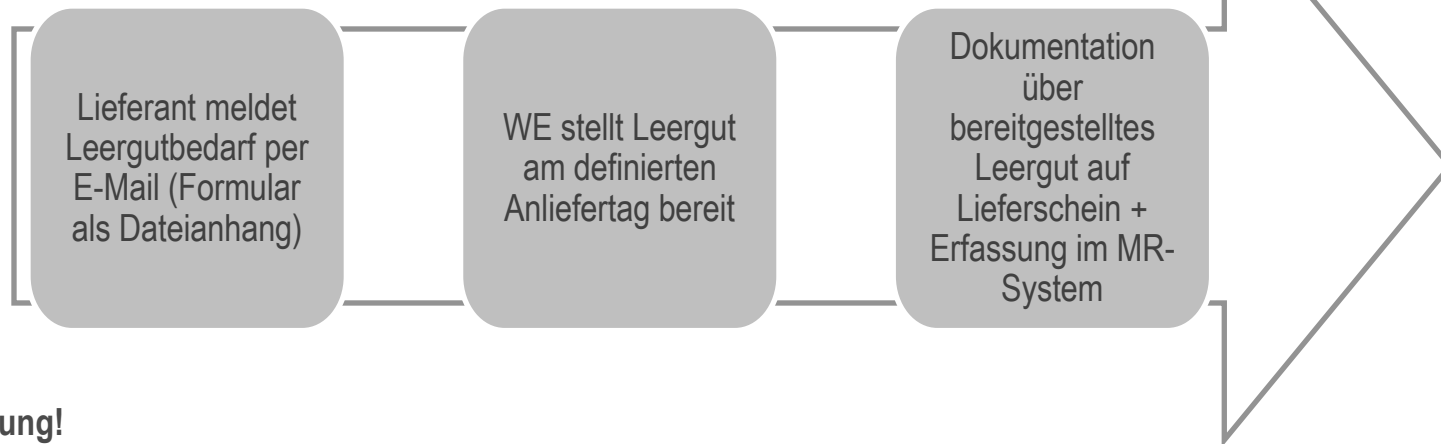 Lieferant meldet
Leergutbedarf per
E-Mail (Formular
als Dateianhang)
WE stellt Leergut
am definierten
Anliefertag bereit
Dokumentation
über
bereitgestelltes
Leergut auf
Lieferschein +
Erfassung im MR-
System
ung!